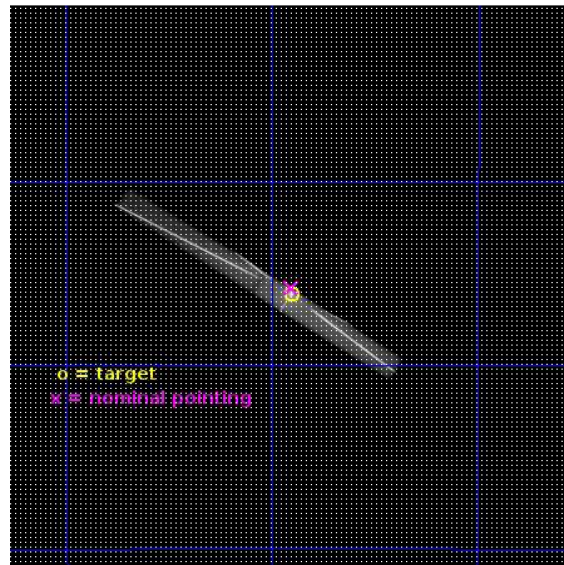 o = target
x = nominal pointing